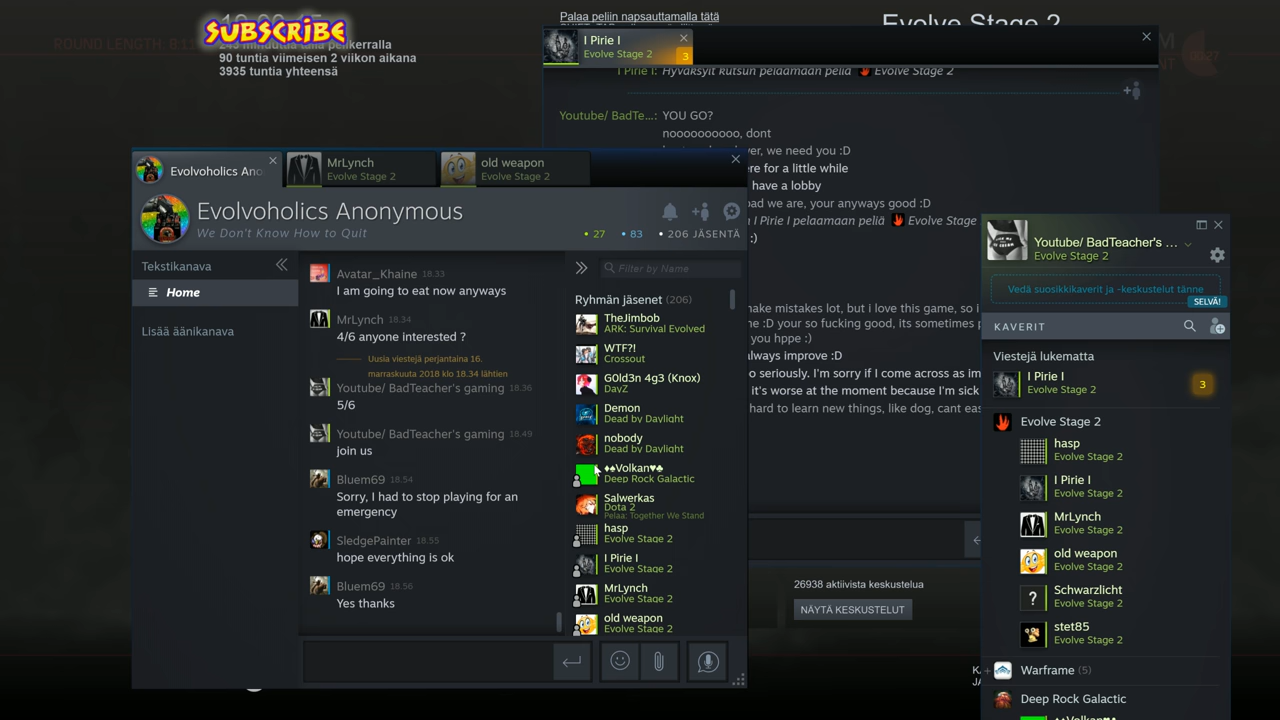 SUBSCRIBE
minuuttia tällä pelikerralla
90 tuntia viimeisen 2 viikon aikana
3935 tuntia yhteensä
ROUND LENGTH:
Palaa peliin napsauttamalla tätä
Evolve Stage 2
I Pirie I
Evolve Stage 2
3
00:27
I Pirie I: Hyväksyit kutsun pelaamaan peliä Evolve Stage 2
Youtube/ BadTe...: YOU GO?
noooooooooo, dont
ver, we need you :D
re for a little while
have a lobby
ad we are, your anyways good :D
I Pirie I pelaamaan peliä Evolve Stage
:)
make mistakes lot, but i love this game, so i
me :D your so fucking good, its sometimes p
you hppe :)
always improve :D
o seriously. I'm sorry if I come across as im
it's worse at the moment because I'm sick
hard to learn new things, like dog, cant eas
26938 aktiivista keskustelua
NÄYTÄ KESKUSTELUT
Evolvoholics Ano
MrLynch
Evolve Stage 2
old weapon
Evolve Stage 2
Evolvoholics Anonymous
We Don't Know How to Quit
27 83 206 JÄSENTÄ
Tekstikanava
Home
Lisää äänikanava
Avatar_Khaine 18.33
I am going to eat now anyways
MrLynch 18.34
4/6 anyone interested ?
Uusia viestejä perjantaina 16.
marraskuuta 2018 klo 18.34 lähtien
Youtube/ BadTeacher's gaming 18.36
5/6
Youtube/ BadTeacher's gaming 18.49
join us
Bluem69 18.54
Sorry, I had to stop playing for an
emergency
SledgePainter 18.55
hope everything is ok
Bluem69 18.56
Yes thanks
Filter by Name
Ryhmän jäsenet (206)
TheJimbob
ARK: Survival Evolved
WTF?!
Crossout
G0ld3n 4g3 (Knox)
DayZ
Demon
Dead by Daylight
nobody
Dead by Daylight
♦♠Volkan♥♣
Deep Rock Galactic
Salwerkas
Dota 2
Pelaa: Together We Stand
hasp
Evolve Stage 2
I Pirie I
Evolve Stage 2
MrLynch
Evolve Stage 2
old weapon
Evolve Stage 2
Youtube/ BadTeacher's ...
Evolve Stage 2
Vedä suosikkikaverit ja -keskustelut tänne
SELVÄ!
KAVERIT
Viestejä lukematta
I Pirie I
Evolve Stage 2
3
Evolve Stage 2
hasp
Evolve Stage 2
I Pirie I
Evolve Stage 2
MrLynch
Evolve Stage 2
old weapon
Evolve Stage 2
?
Schwarzlicht
Evolve Stage 2
stet85
Evolve Stage 2
Warframe (5)
Deep Rock Galactic
♦♠Volkan♥♣